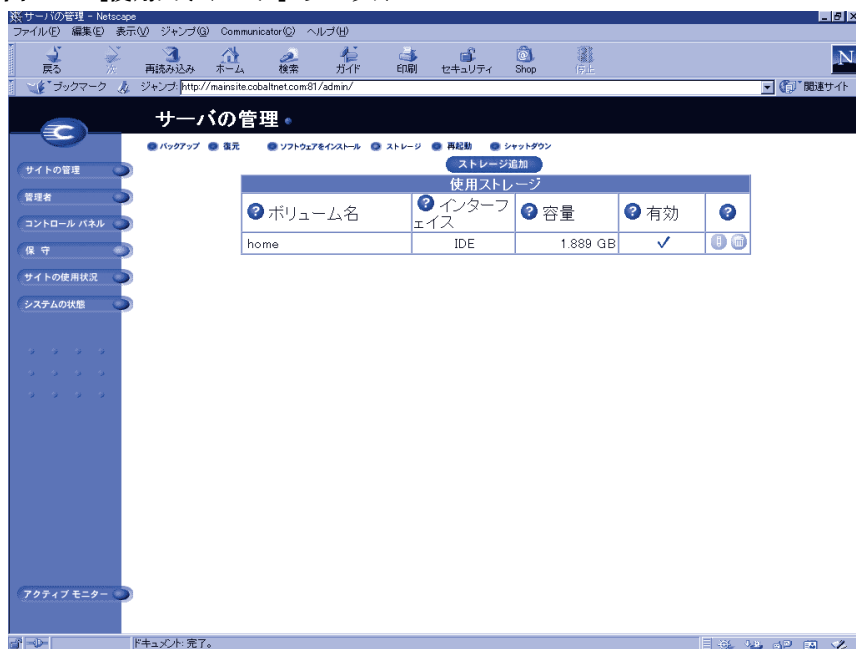 サーバの管理 - Netscape
ファイル(F) 編集(E) 表示(V) ジャンプ(G) Communicator(C) ヘルプ(H)
戻る 次 再読み込み ホーム 検索 ガイド 印刷 セキュリティ Shop 停止
ブックマーク ジャンプ: http://mainsite.cobaltnet.com:81/admin/ 関連サイト
サーバの管理
バックアップ 復元 ソフトウェアをインストール ストレージ 再起動 シャットダウン
ストレージ追加
サイトの管理
管理者
コントロール パネル
保 守
サイトの使用状況
システムの状態
アクティブ モニター
使用ストレージ
ボリューム名 インターフェイス 容量 有効
home IDE 1.889 GB
ドキュメント: 完了。